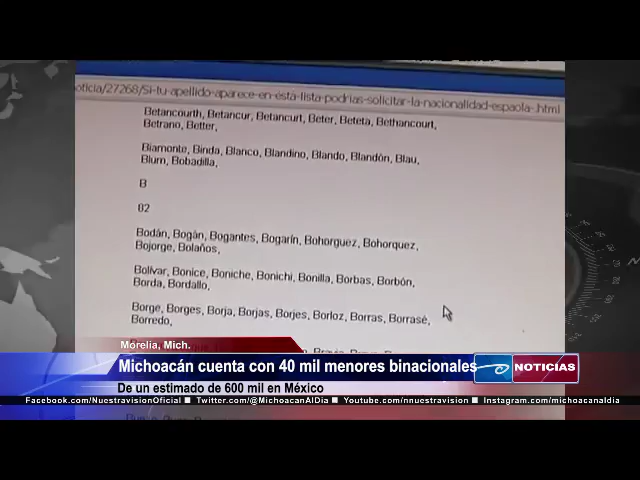 noticia/27268/Si-tu-apellido-aparece-en-esta-lista-podrias-solicitar-la-nacionalidad-espaola-.html
Betancourth, Betancur, Betancurt, Beter, Beteta, Bethancourt,
Betrano, Better,
Biamonte, Binda, Blanco, Blandino, Blando, Blandón, Blau,
Blum, Bobadilla,
B
02
Bodán, Bogán, Bogantes, Bogarín, Bohorguez, Bohorquez,
Bojorge, Bolaños,
Bolívar, Bonice, Boniche, Bonichi, Bonilla, Borbas, Borbón,
Borda, Bordallo,
Borge, Borges, Borja, Borjas, Borjes, Borloz, Borras, Borrasé,
Borredo,
Morelia, Mich.
Michoacán cuenta con 40 mil menores binacionales
NOTICIAS
De un estimado de 600 mil en México
Facebook.com/NuestravisionOficial ■ Twitter.com/@MichoacanAlDia ■ Youtube.com/nnuestravision ■ Instagram.com/michoacanaldia